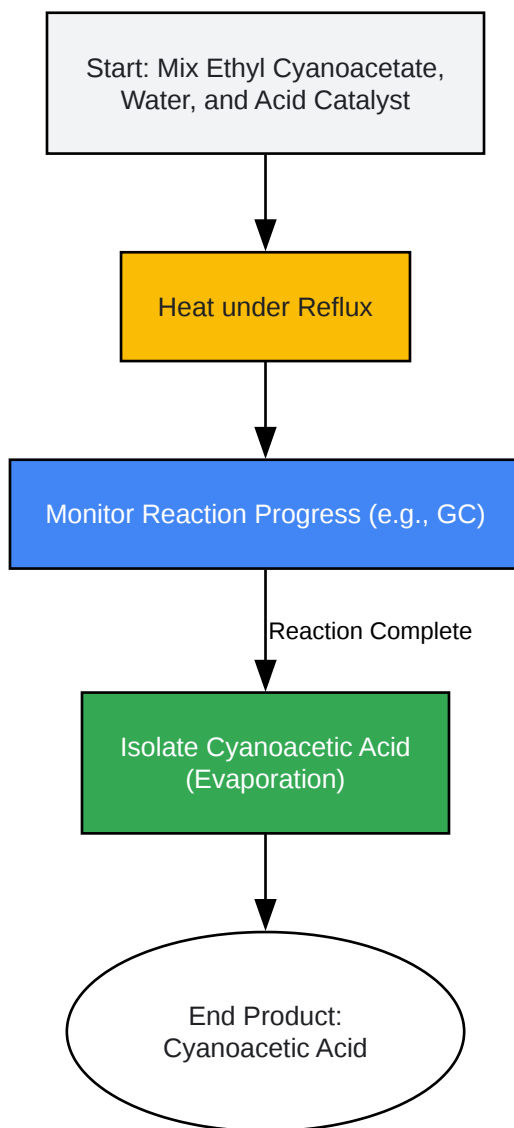 Start: Mix Ethyl Cyanoacetate,
Water, and Acid Catalyst
Heat under Reflux
Monitor Reaction Progress (e.g., GC)
Reaction Complete
Isolate Cyanoacetic Acid
(Evaporation)
End Product:
Cyanoacetic Acid